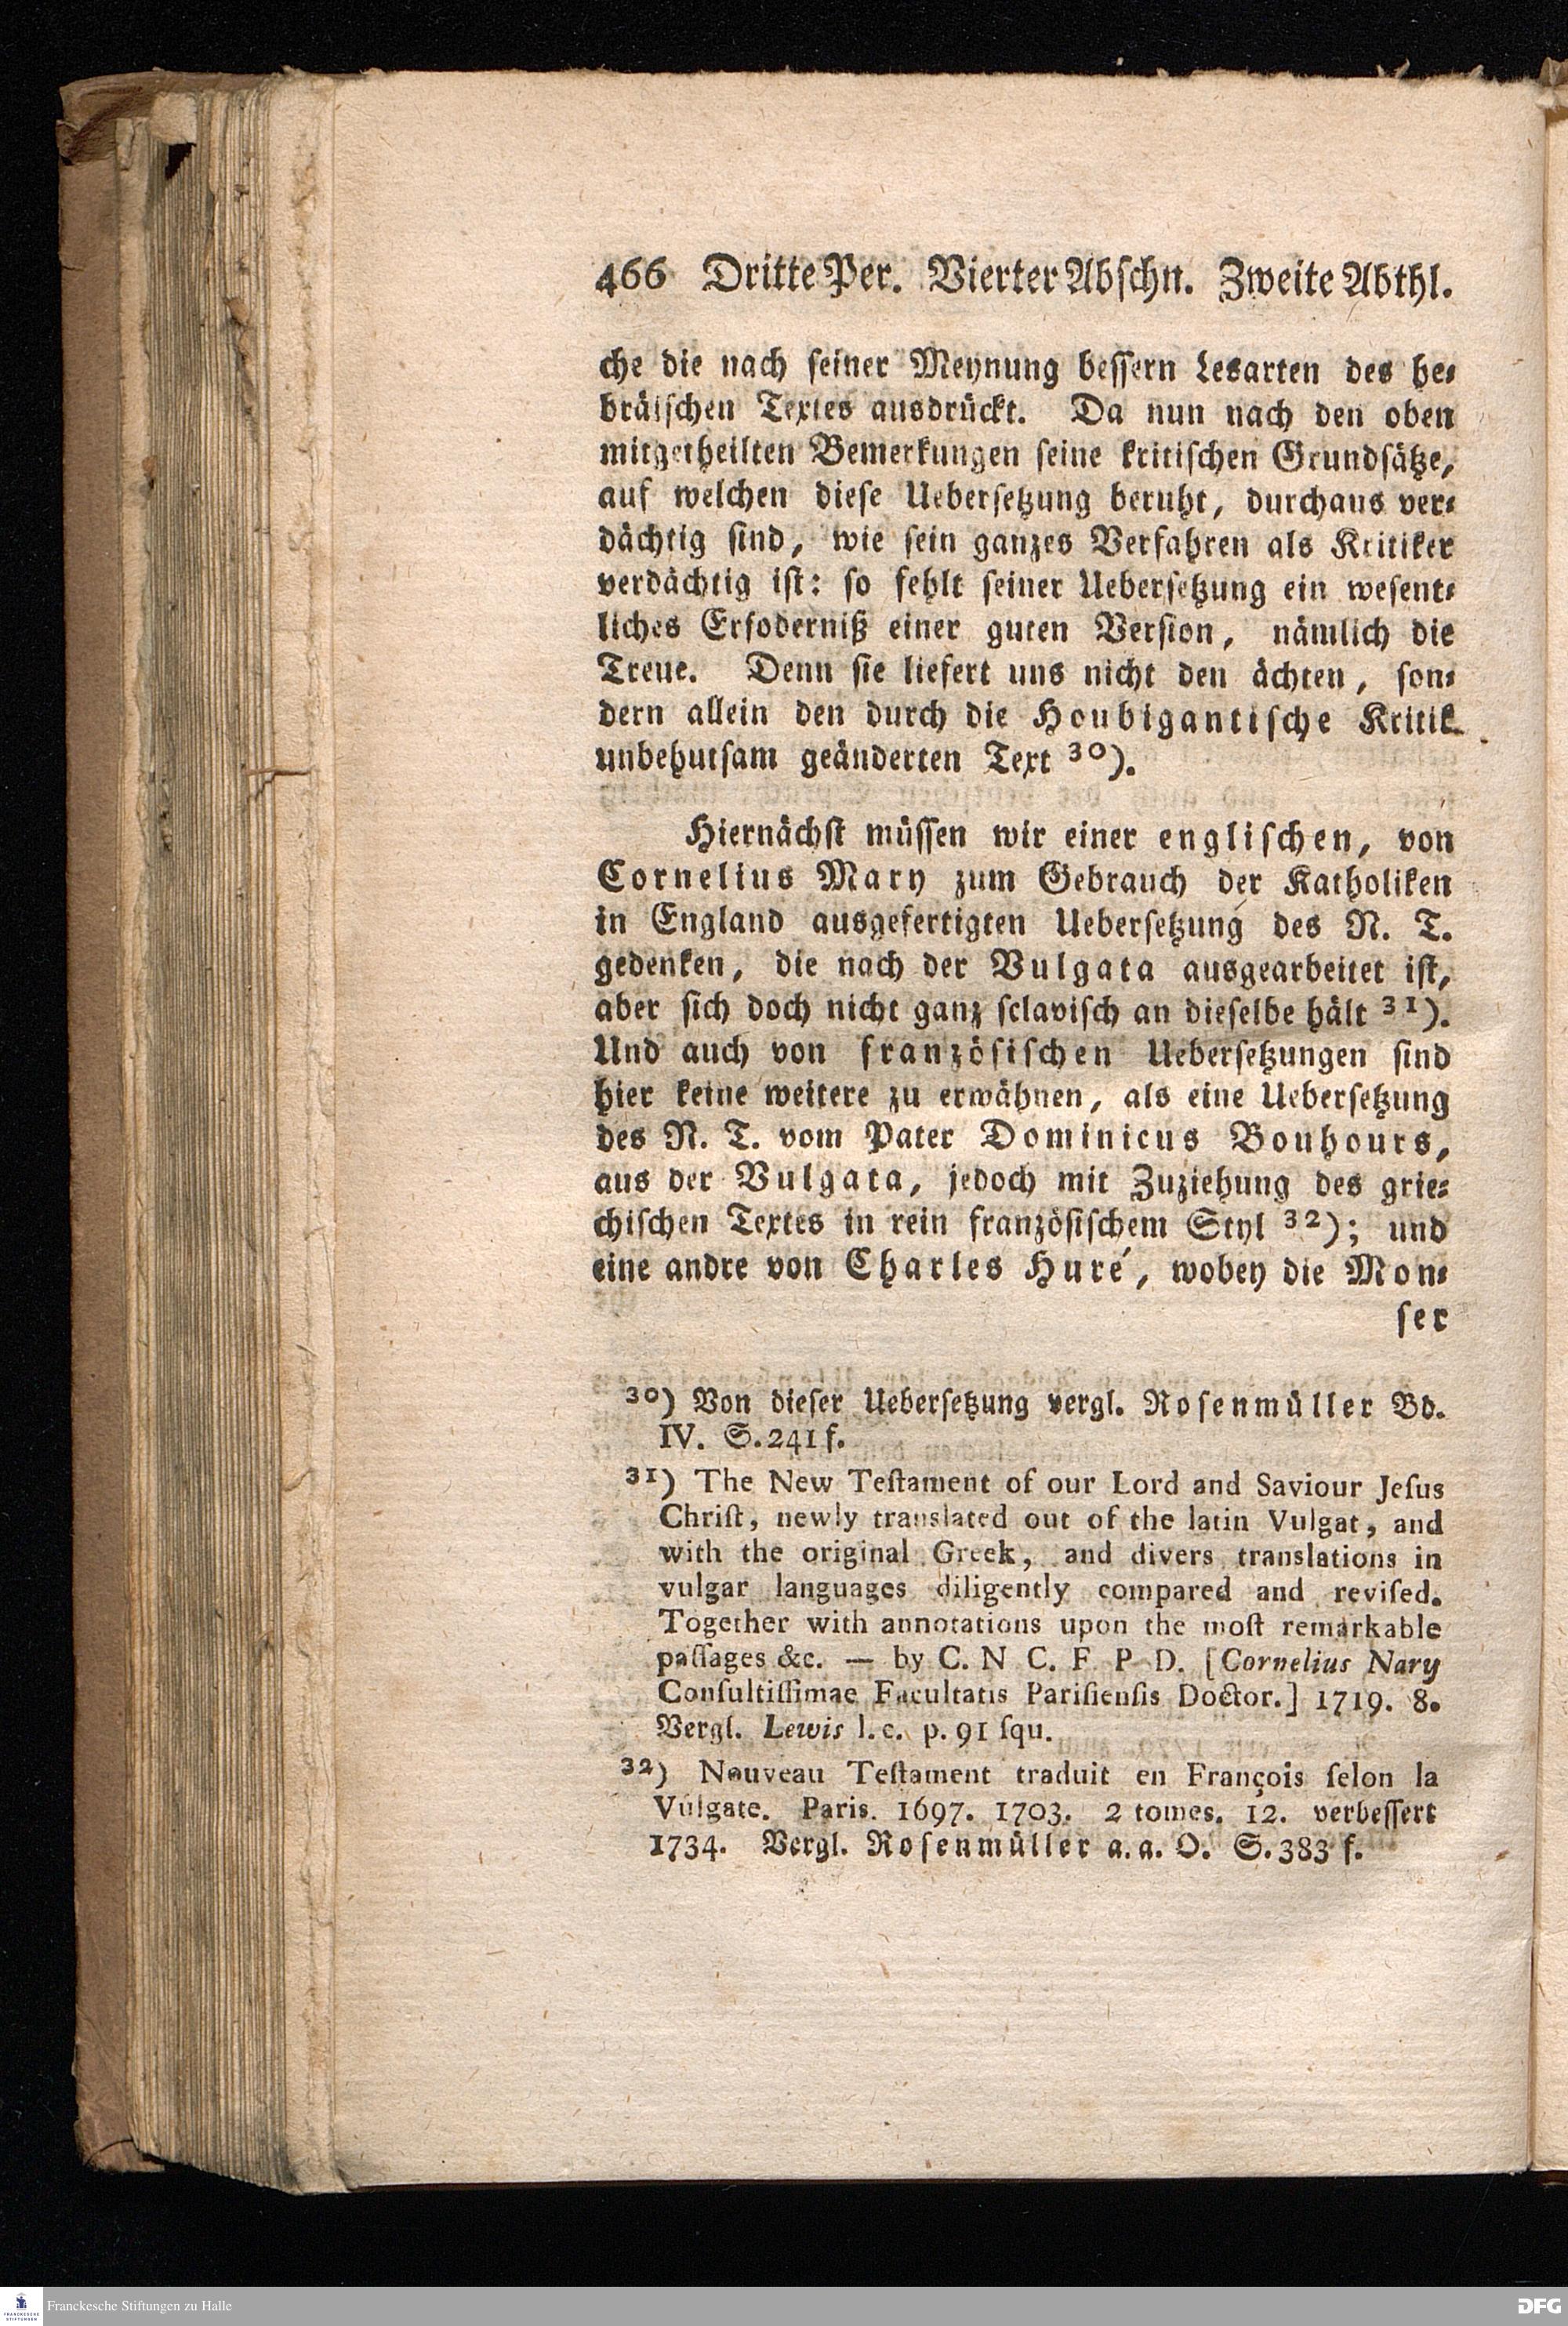 466 Dritte Per. Vierter Abschn. Zweite Abthl.
che die nach seiner Meynung bessern Lesarten des he-
bräischen Textes ausdrückt. Da nun nach den oben
mitgetheilten Bemerkungen seine kritischen Grundsätze,
auf welchen diese Uebersetzung beruht, durchaus ver-
dächtig sind, wie sein ganzes Verfahren als Kritiker
verdächtig ist: so fehlt seiner Uebersetzung ein wesent-
liches Erfoderniß einer guten Version, nämlich die
Treue. Denn sie liefert uns nicht den ächten, son-
dern allein den durch die Houbigantische Kritik
unbehutsam geänderten Text 30).
Hiernächst müssen wir einer englischen, von
Cornelius Mary zum Gebrauch der Katholiken
in England ausgefertigten Uebersetzung des N. T.
gedenken, die nach der Vulgata ausgearbeitet ist,
aber sich doch nicht ganz sclavisch an dieselbe hält 31).
Und auch von französischen Uebersetzungen sind
hier keine weitere zu erwähnen, als eine Uebersetzung
des N. T. vom Pater Dominicus Bouhours,
aus der Vulgata, jedoch mit Zuziehung des grie-
chischen Textes in rein französischem Styl 32); und
eine andre von Charles Huré, wobey die Mon-
ser
30) Von dieser Uebersetzung vergl. Rosenmüller Bd.
IV. S. 241 f.
31) The New Teſtament of our Lord and Saviour Jeſus
Chriſt, newly translated out of the latin Vulgat, and
with the original Greek, and divers translations in
vulgar languages diligently compared and reviſed.
Together with annotations upon the moſt remarkable
paſſages &c. — by C. N C. F P D. [Cornelius Nary
Conſultiſſimae Facultatis Pariſienſis Doctor.] 1719. 8.
Vergl. Lewis l. c. p. 91 ſqu.
32) Nouveau Teſtament traduit en François ſelon la
Vulgate. Paris. 1697. 1703. 2 tomes. 12. verbessert
1734. Vergl. Rosenmüller a. a. O. S. 383 f.
FRANCKESCHE
STIFTUNGEN
Franckesche Stiftungen zu Halle
DFG